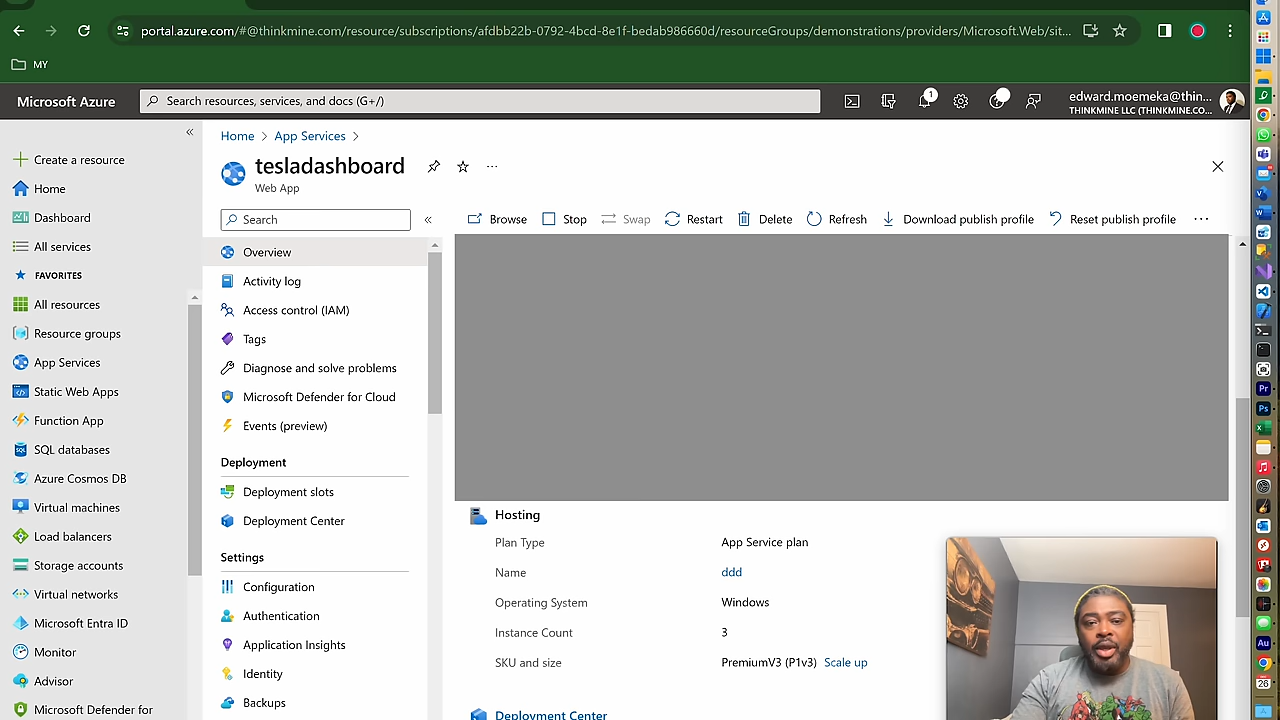 portal.azure.com/#@thinkmine.com/resource/subscriptions/afdbb22b-0792-4bcd-8e1f-bedab986660d/resourceGroups/demonstrations/providers/Microsoft.Web/sit...
MY
Microsoft Azure
Search resources, services, and docs (G+/)
1
edward.moemeka@thin...
THINKMINE LLC (THINKMINE.CO...
Create a resource
Home
Dashboard
All services
FAVORITES
All resources
Resource groups
App Services
Static Web Apps
Function App
SQL databases
Azure Cosmos DB
Virtual machines
Load balancers
Storage accounts
Virtual networks
Microsoft Entra ID
Monitor
Advisor
Microsoft Defender for
Home > App Services >
tesladashboard
Web App
Search
Overview
Activity log
Access control (IAM)
Tags
Diagnose and solve problems
Microsoft Defender for Cloud
Events (preview)
Deployment
Deployment slots
Deployment Center
Settings
Configuration
Authentication
Application Insights
Identity
Backups
Browse Stop Swap Restart Delete Refresh Download publish profile Reset publish profile
Hosting
Plan Type App Service plan
Name ddd
Operating System Windows
Instance Count 3
SKU and size PremiumV3 (P1v3) Scale up
Deployment Center
Pr
Ps
Au
26